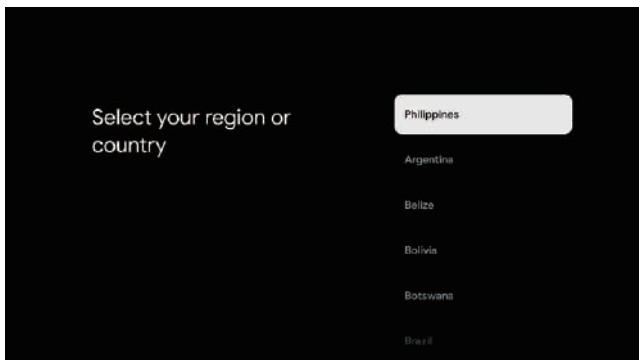 Select your region or
country
Philippines
Argentina
Belize
Bolivia
Botswana
Brazil